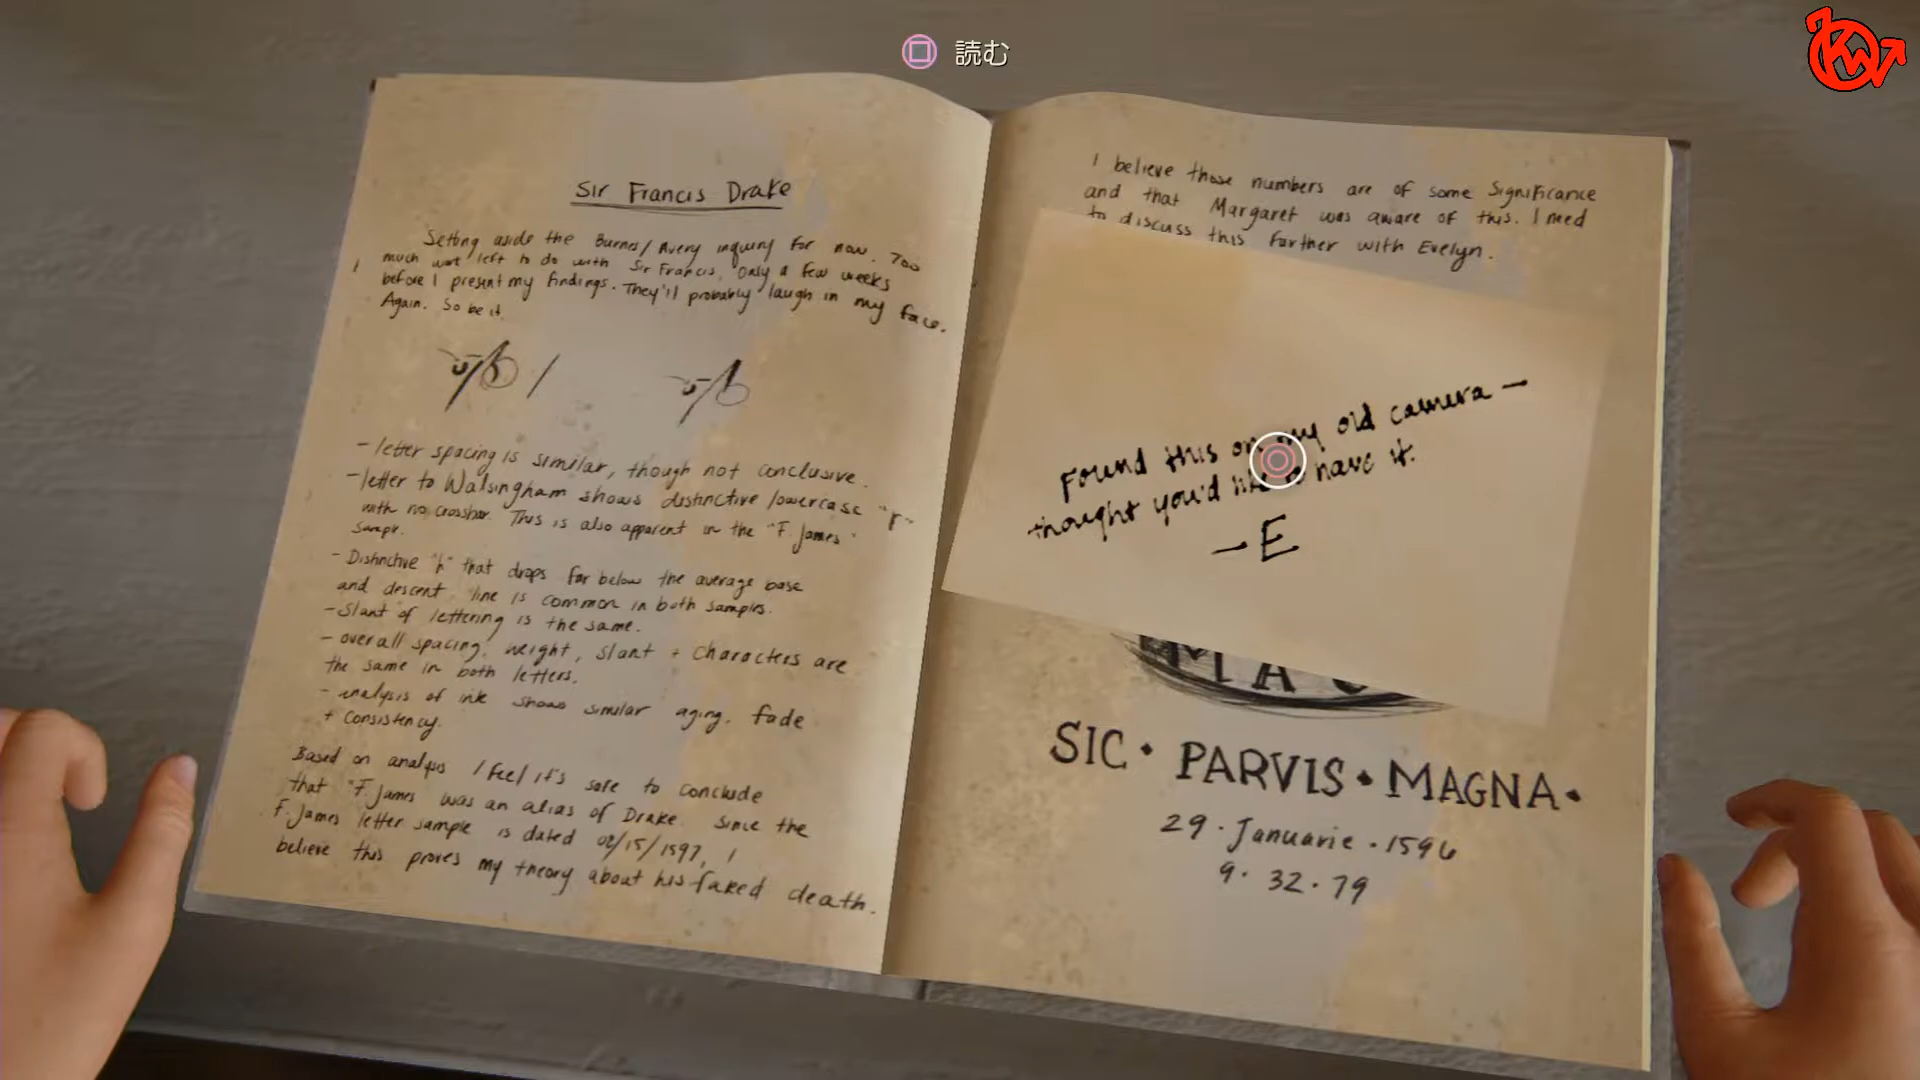 読む
Sir Francis Drake
Setting aside the Burnes/Avery inquiry for now. Too
much work left to do with Sir Francis. Only a few weeks
before I present my findings. They'll probably laugh in my face.
Again. So be it.
- letter spacing is similar, though not conclusive.
- letter to Walsingham shows distinctive lowercase "r"
with no crossbar. This is also apparent in the "F. James"
sample.
- Distinctive "h" that drops far below the average base
and descent line is common in both samples.
- Slant of lettering is the same.
- overall spacing, weight, slant + characters are
the same in both letters.
- analysis of ink shows similar aging, fade
+ consistency.
Based on analysis I feel it's safe to conclude
that "F. James was an alias of Drake. Since the
F. James letter sample is dated 02/15/1597, I
believe this proves my theory about his faked death.
I believe those numbers are of some significance
and that Margaret was aware of this. I need
to discuss this further with Evelyn.
Found this on my old camera —
thought you'd like to have it.
— E
SIC · PARVIS · MAGNA ·
29 · Januarie · 1596
9 · 32 · 79
KW